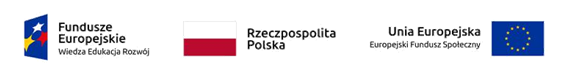 Fundusze
Europejskie
Wiedza Edukacja Rozwój
Rzeczpospolita
Polska
Unia Europejska
Europejski Fundusz Społeczny